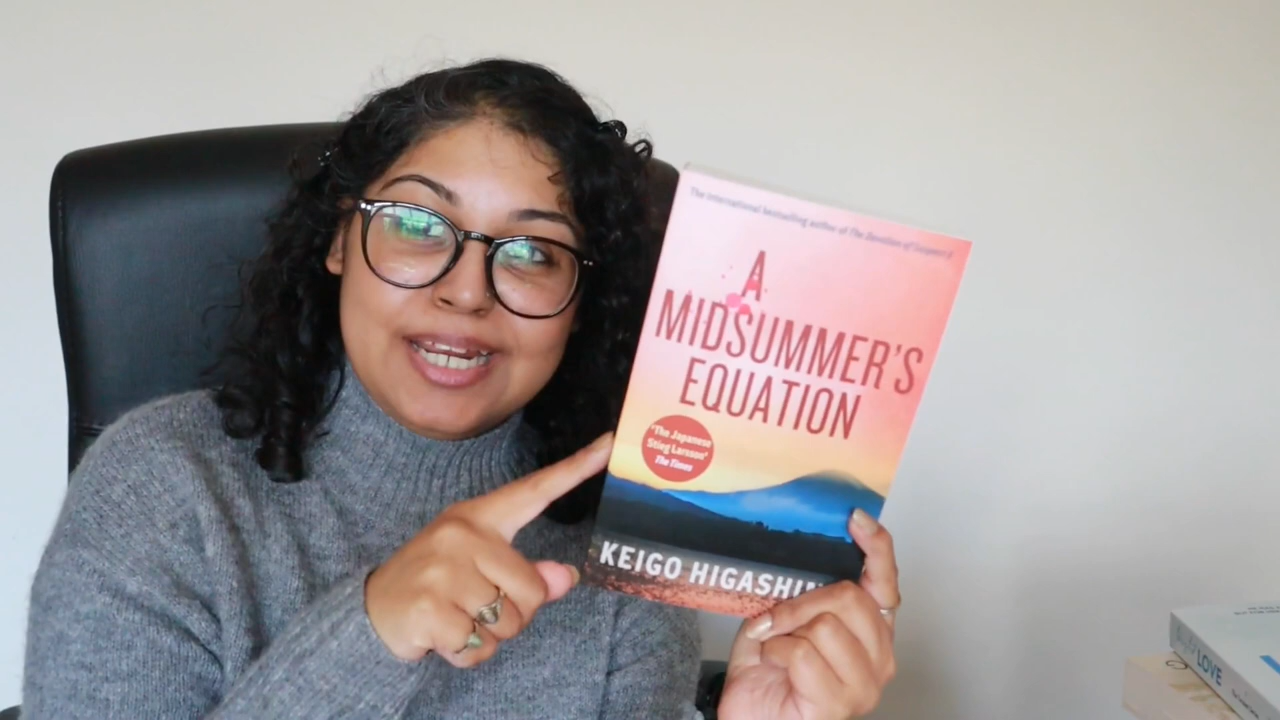 The International bestselling author of The Devotion of Suspect X
A
MIDSUMMER'S
EQUATION
'The Japanese
Stieg Larsson'
The Times
KEIGO HIGASHIN
LOVE